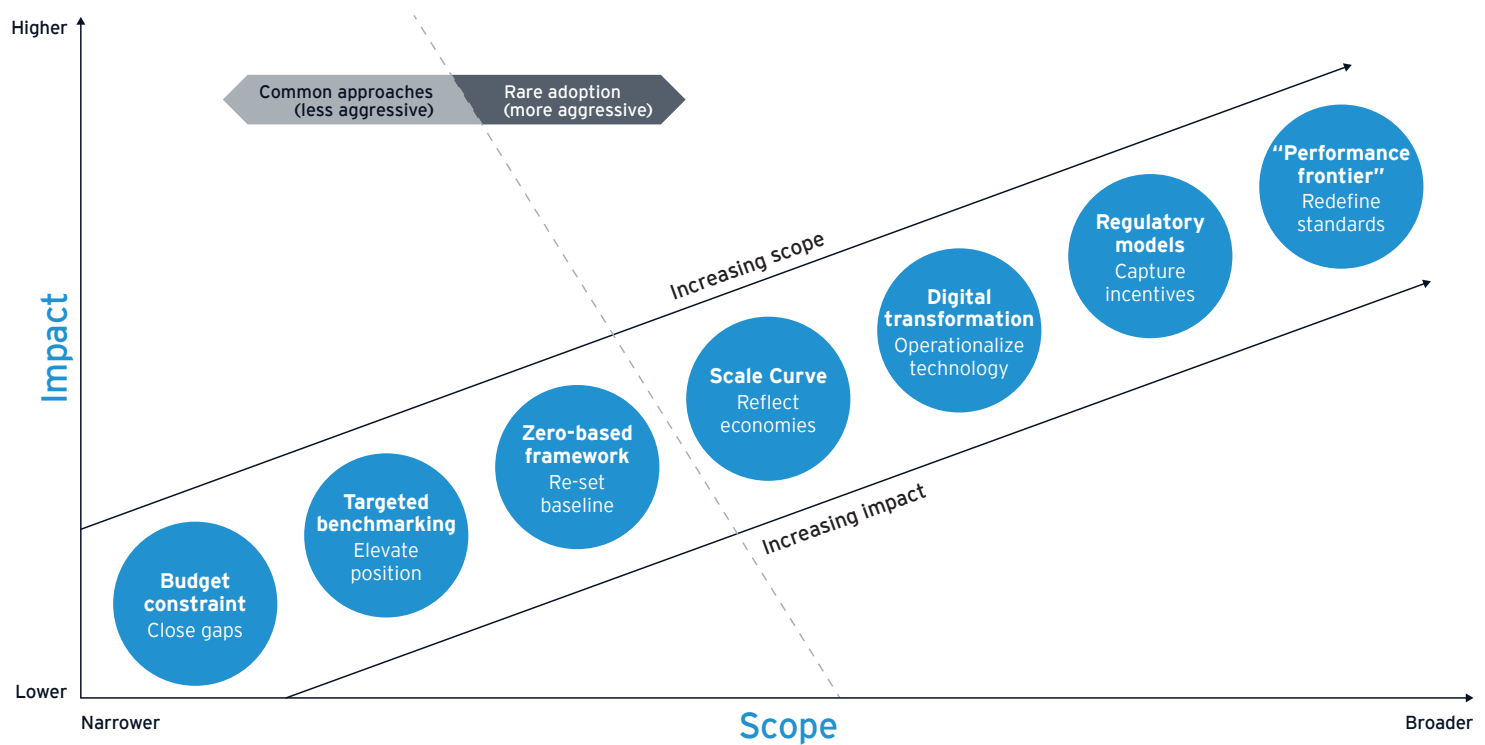 Higher
Common approaches
(less aggressive)
Rare adoption
(more aggressive)
Impact
Increasing scope
Increasing impact
Budget
constraint
Close gaps
Targeted
benchmarking
Elevate
position
Zero-based
framework
Re-set
baseline
Scale Curve
Reflect
economies
Digital
transformation
Operationalize
technology
Regulatory
models
Capture
incentives
“Performance
frontier”
Redefine
standards
Lower
Narrower
Scope
Broader